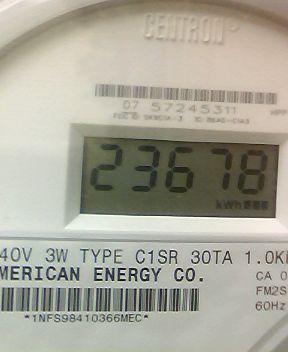 CENTRON®
07 57245311
23678
kWh
40V 3W TYPE C1SR 30TA 1.0K
MERICAN ENERGY CO.
CA 0
FM2S
60Hz
*1NFS98410366MEC*